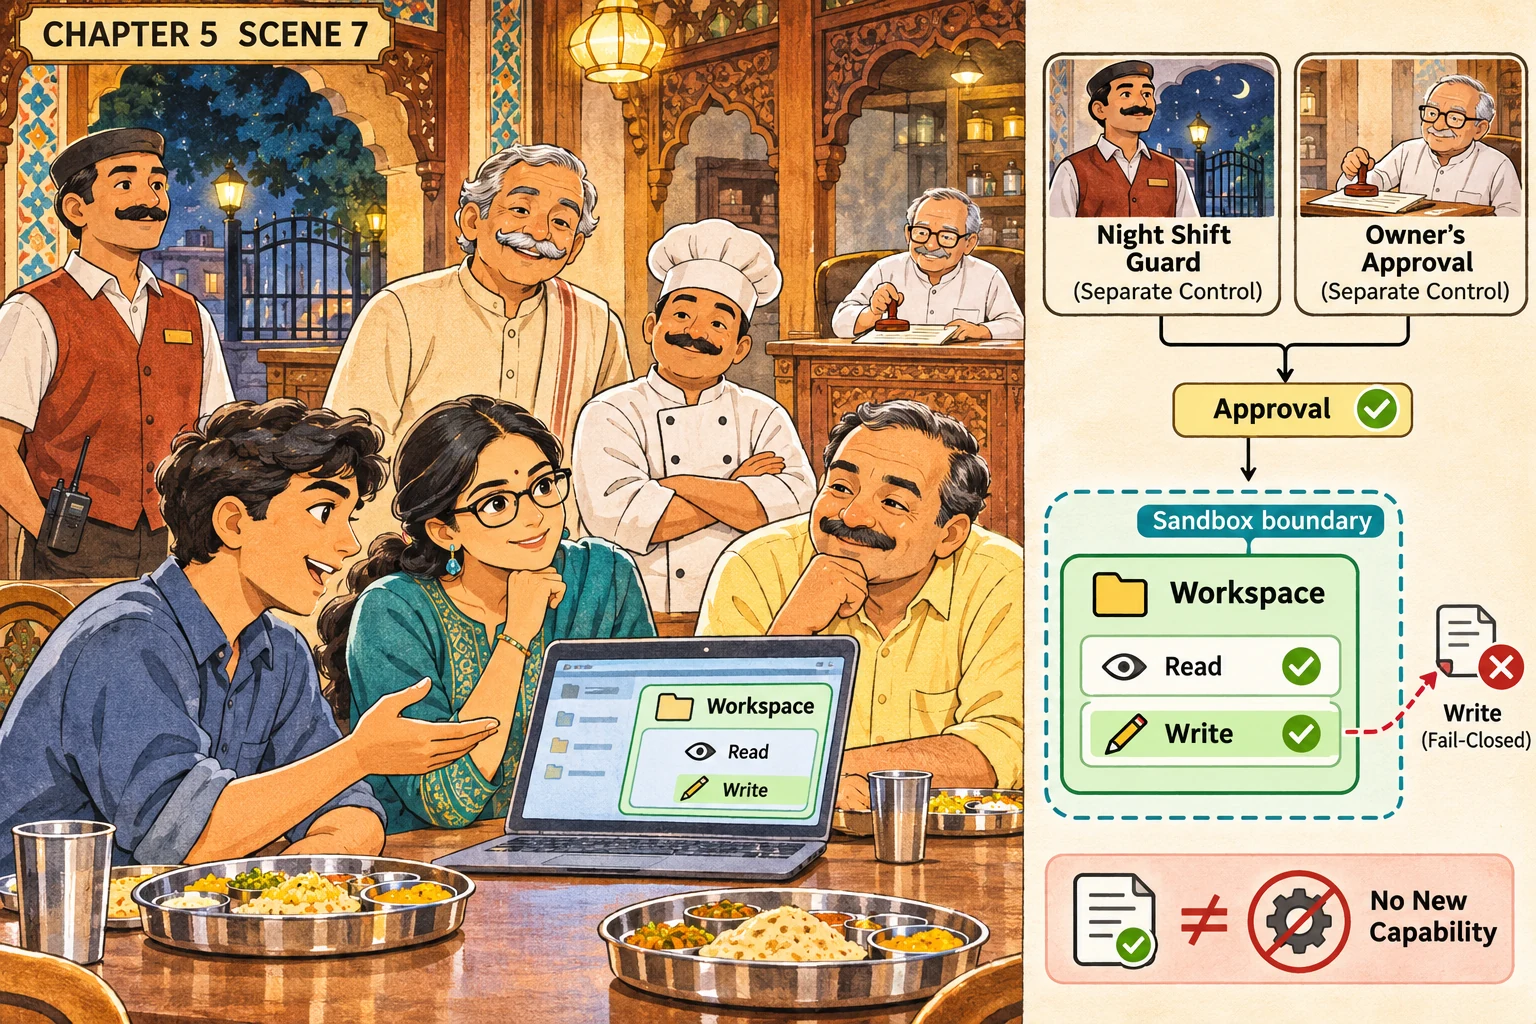 CHAPTER 5 SCENE 7
Workspace
Read
Write
Night Shift
Guard
(Separate Control)
Owner's
Approval
(Separate Control)
Approval
Sandbox boundary
Workspace
Read
Write
Write
(Fail-Closed)
No New
Capability